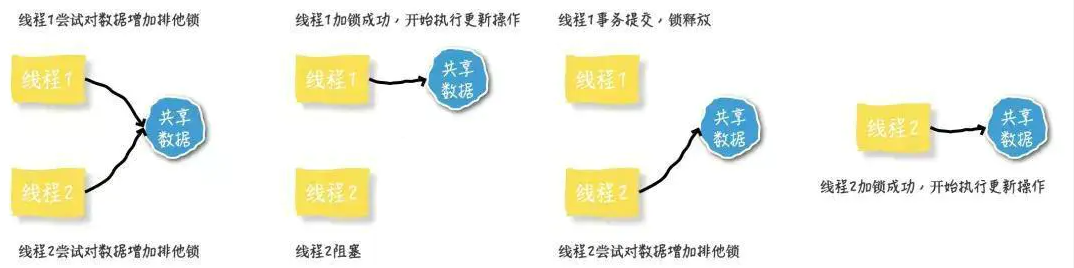 线程1尝试对数据增加排他锁
线程1
线程2
共享
数据
线程2尝试对数据增加排他锁
线程1加锁成功，开始执行更新操作
线程1
共享
数据
线程2
线程2阻塞
线程1事务提交，锁释放
线程1
共享
数据
线程2
线程2尝试对数据增加排他锁
线程2
共享
数据
线程2加锁成功，开始执行更新操作